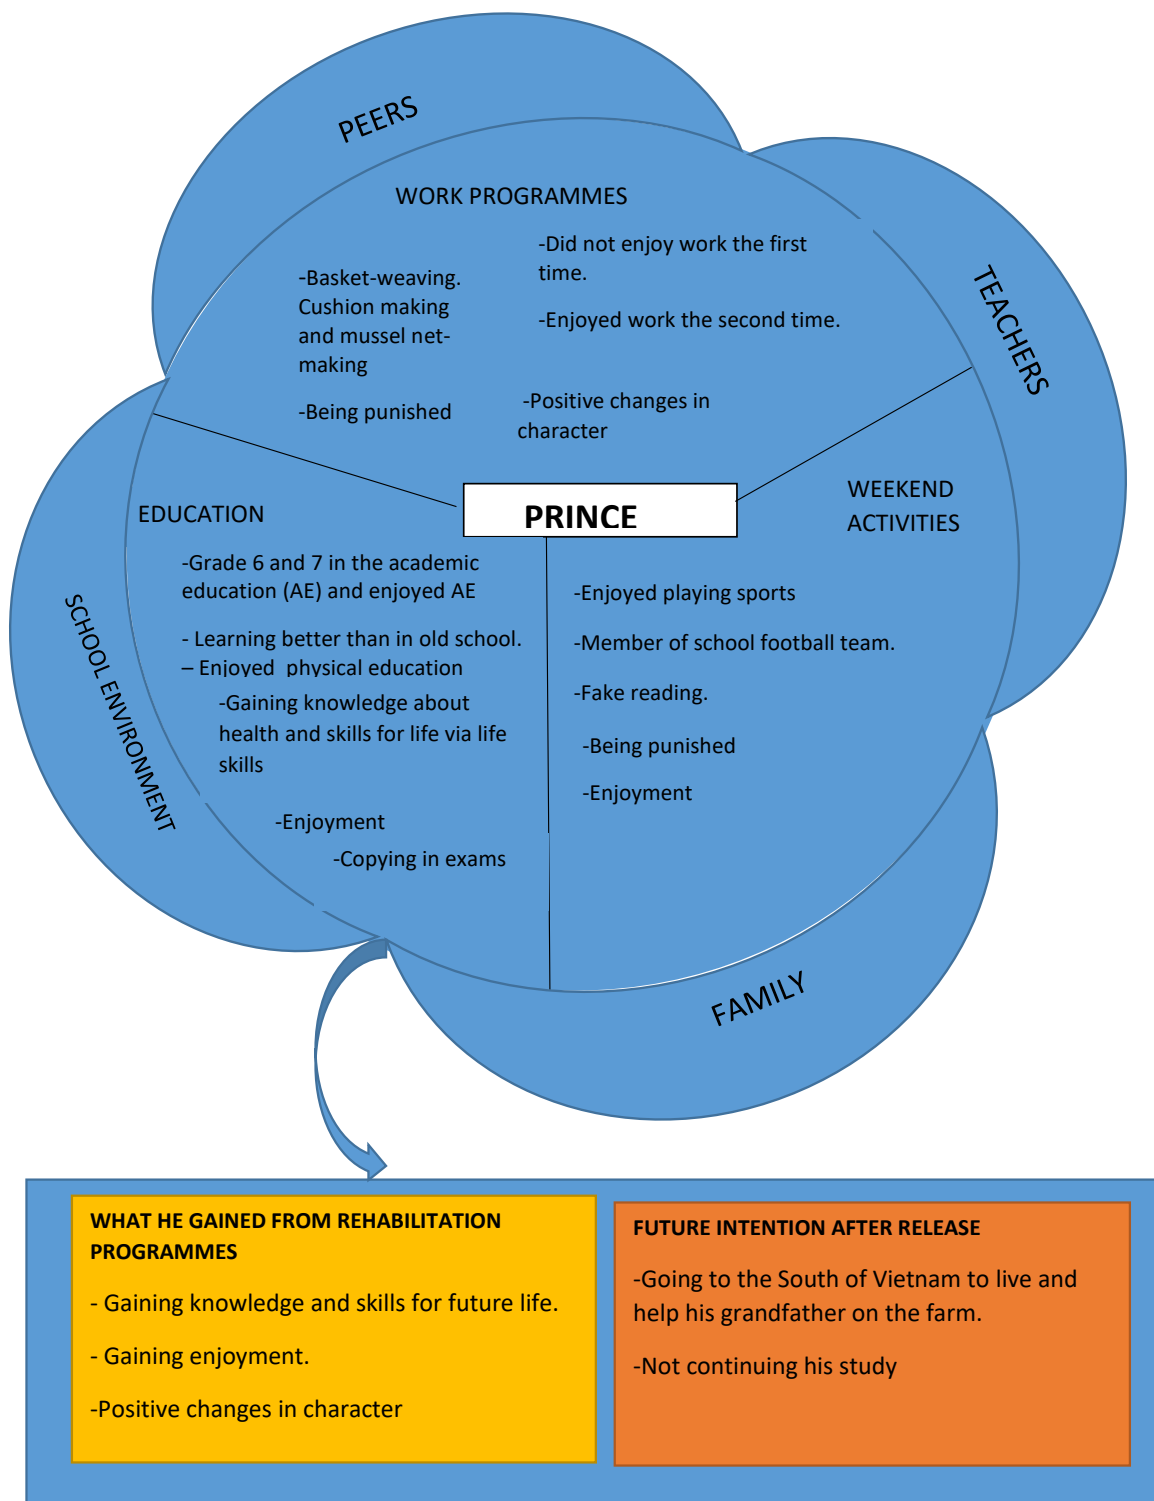 PEERS
WORK PROGRAMMES
-Basket-weaving.
Cushion making
and mussel net-
making
-Being punished
-Did not enjoy work the first
time.
-Enjoyed work the second time.
-Positive changes in
character
TEACHERS
PRINCE
EDUCATION
-Grade 6 and 7 in the academic
education (AE) and enjoyed AE
- Learning better than in old school.
– Enjoyed  physical education
-Gaining knowledge about
health and skills for life via life
skills
-Enjoyment
-Copying in exams
WEEKEND
ACTIVITIES
-Enjoyed playing sports
-Member of school football team.
-Fake reading.
-Being punished
-Enjoyment
SCHOOL ENVIRONMENT
FAMILY
WHAT HE GAINED FROM REHABILITATION
PROGRAMMES
- Gaining knowledge and skills for future life.
- Gaining enjoyment.
-Positive changes in character
FUTURE INTENTION AFTER RELEASE
-Going to the South of Vietnam to live and
help his grandfather on the farm.
-Not continuing his study